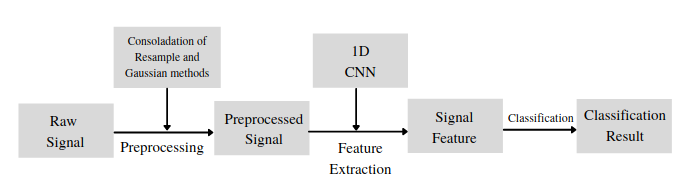 Consoladation of
Resample and
Gaussian methods
1D
CNN
Raw
Signal
Preprocessing
Preprocessed
Signal
Feature
Extraction
Signal
Feature
Classification
Classification
Result